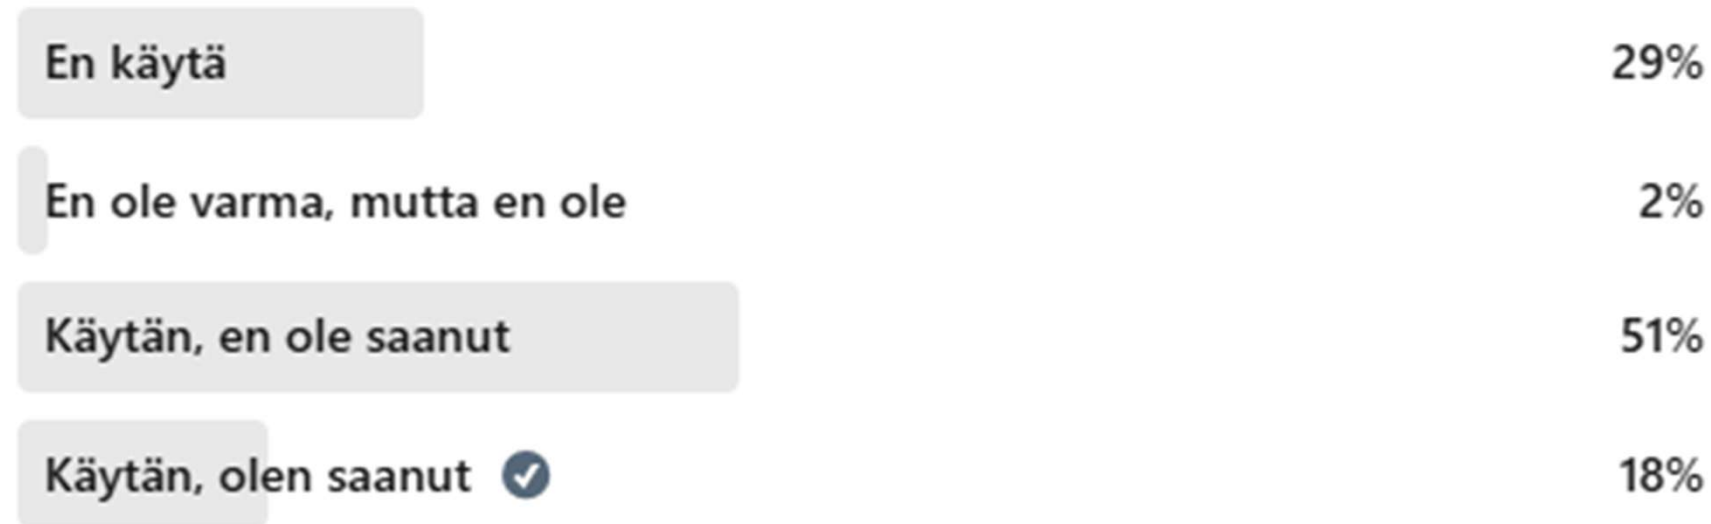 En käytä 29%
En ole varma, mutta en ole 2%
Käytän, en ole saanut 51%
Käytän, olen saanut 18%